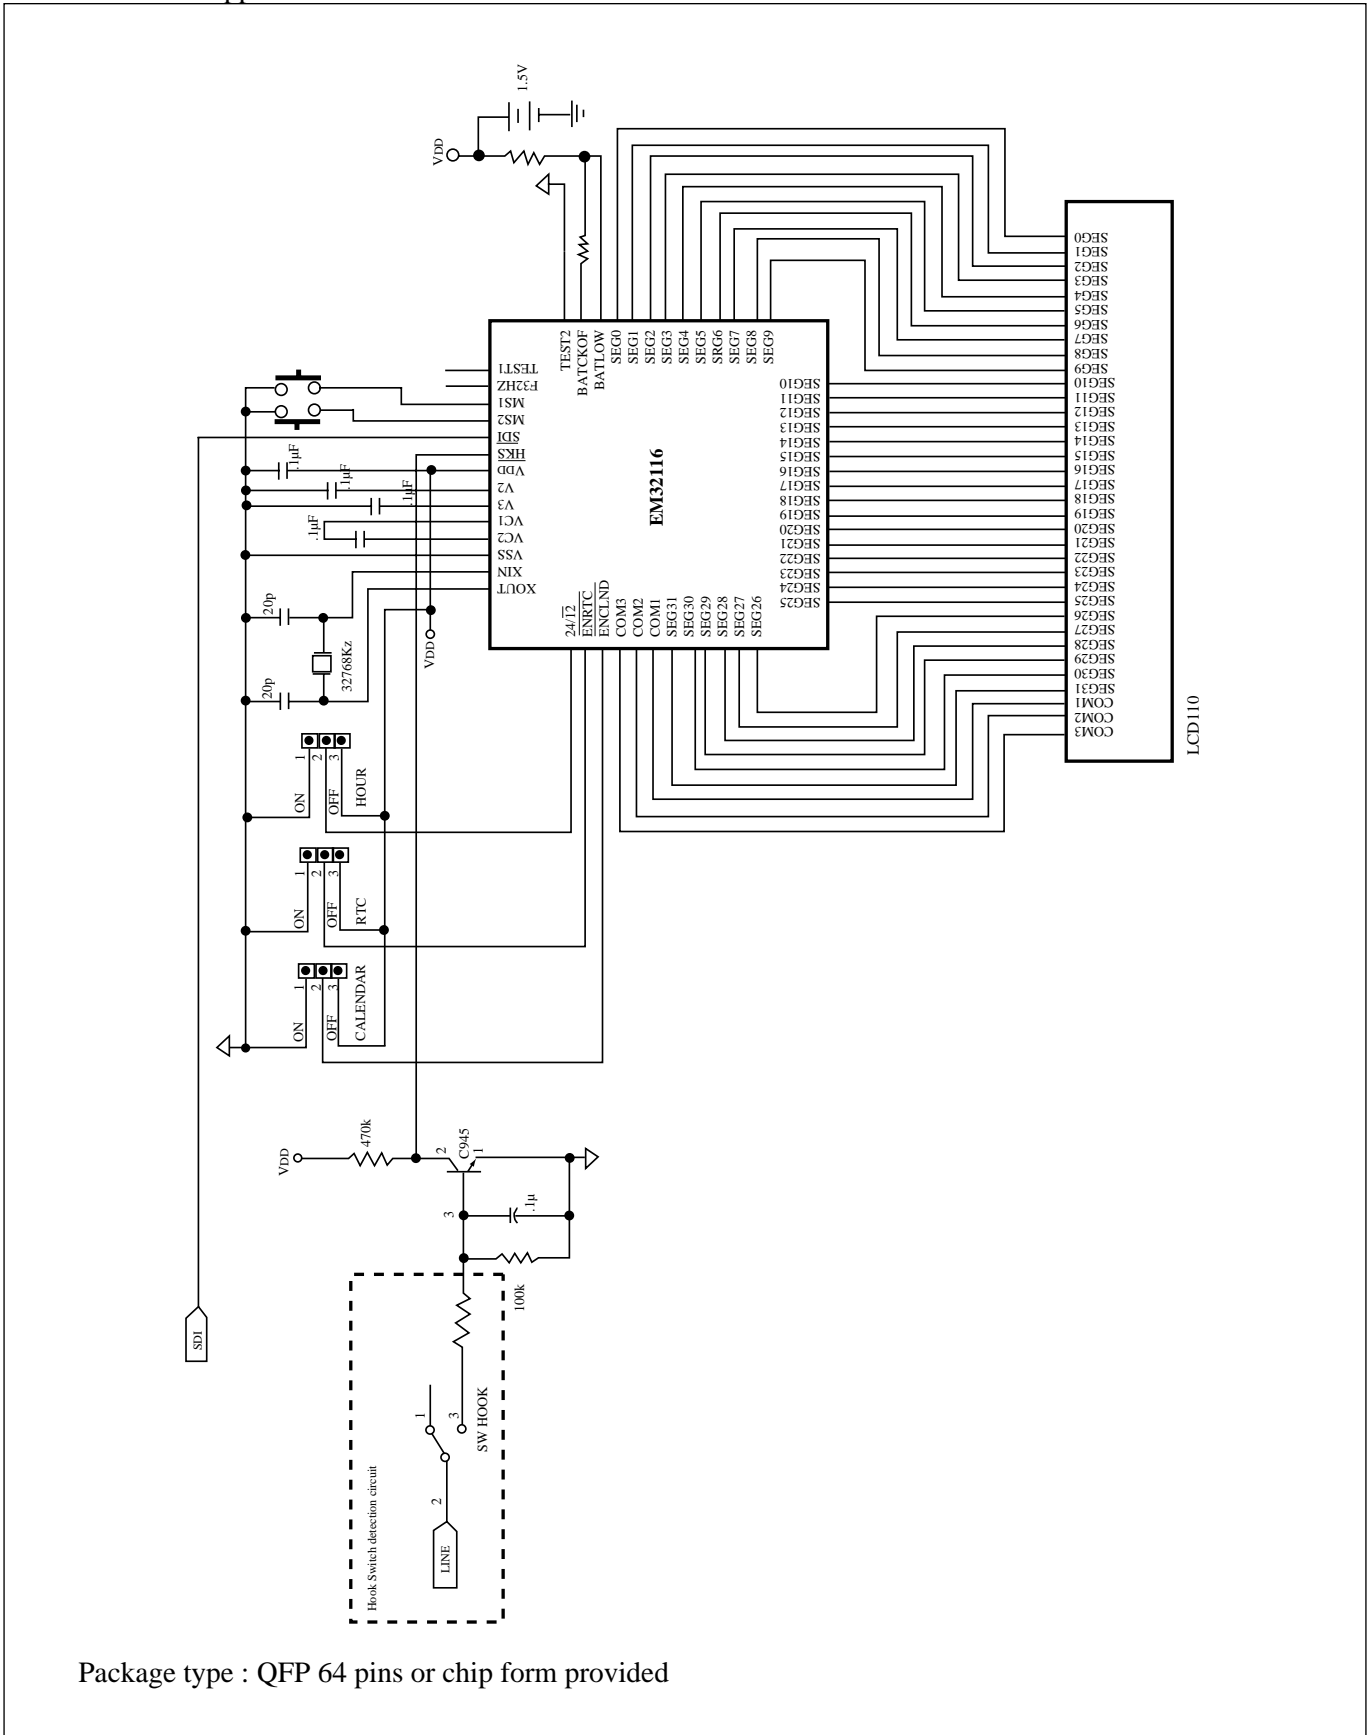 1.5V
VDD
TEST2
BATCKOF
BATLOW
SEG0
SEG1
SEG2
SEG3
SEG4
SEG5
SRG6
SEG7
SEG8
SEG9
TEST1
F32HZ
MS1
MS2
SDI
HKS
VDD
V2
V3
VC1
VC2
VSS
XIN
XOUT
EM32116
SEG10
SEG11
SEG12
SEG13
SEG14
SEG15
SEG16
SEG17
SEG18
SEG19
SEG20
SEG21
SEG22
SEG23
SEG24
SEG25
24/12
ENRTC
ENCLND
COM3
COM2
COM1
SEG31
SEG30
SEG29
SEG28
SEG27
SEG26
SEG0
SEG1
SEG2
SEG3
SEG4
SEG5
SEG6
SEG7
SEG8
SEG9
SEG10
SEG11
SEG12
SEG13
SEG14
SEG15
SEG16
SEG17
SEG18
SEG19
SEG20
SEG21
SEG22
SEG23
SEG24
SEG25
SEG26
SEG27
SEG28
SEG29
SEG30
SEG31
COM1
COM2
COM3
LCD110
.1µF
.1µF
.1µF
.1µF
20p
32768Kz
20p
VDD
1
2
3
ON
OFF
HOUR
1
2
3
ON
OFF
RTC
1
2
3
ON
OFF
CALENDAR
VDD
470k
2
C945
1
3
.1µ
100k
SDI
1
3
SW HOOK
2
LINE
Hook Switch detection circuit
Package type : QFP 64 pins or chip form provided